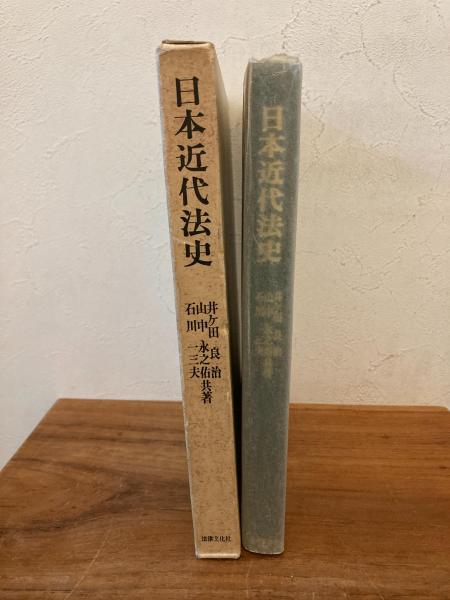 日本近代法史
井ケ田良治
山中永之佑
石川一三夫共著
法律文化社
日本近代法史